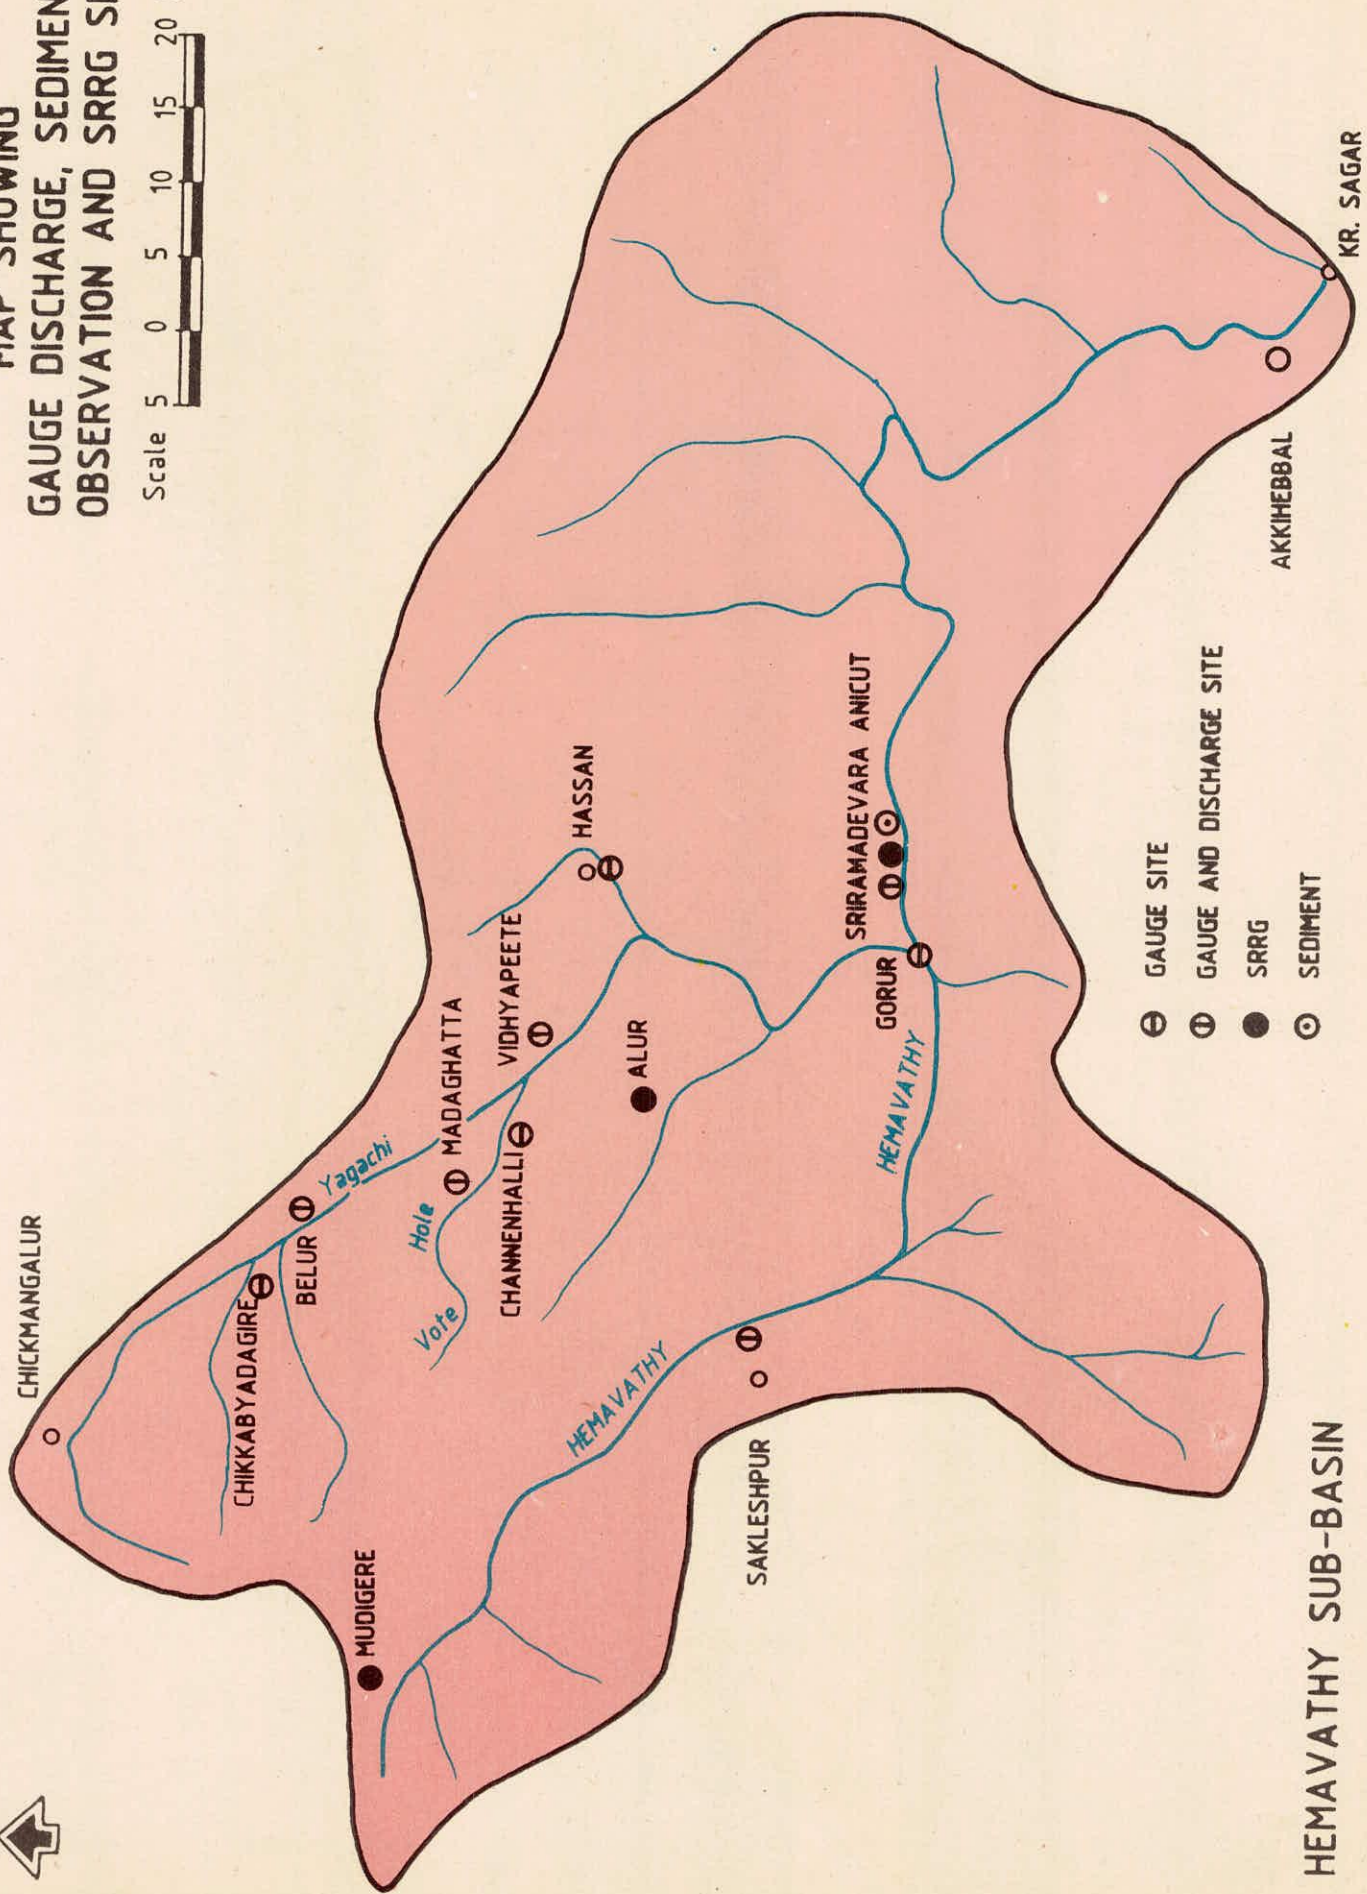 MAP SHOWING
GAUGE DISCHARGE, SEDIMEN
OBSERVATION AND SRRG
Scale 5 0 5 10 15 20
CHICKMANGALUR
CHIKKABYADAGIRE
BELUR
Yagachi
MUDIGERE
MADAGHATTA
Vote Hole
VIDHYAPEETE
CHANNENHALLI
HASSAN
ALUR
HEMAVATHY
SAKLESHPUR
SRIRAMADEVARA ANICUT
GORUR
HEMAVATHY
AKKIHEBBAL
KR. SAGAR
GAUGE SITE
GAUGE AND DISCHARGE SITE
SRRG
SEDIMENT
HEMAVATHY SUB-BASIN